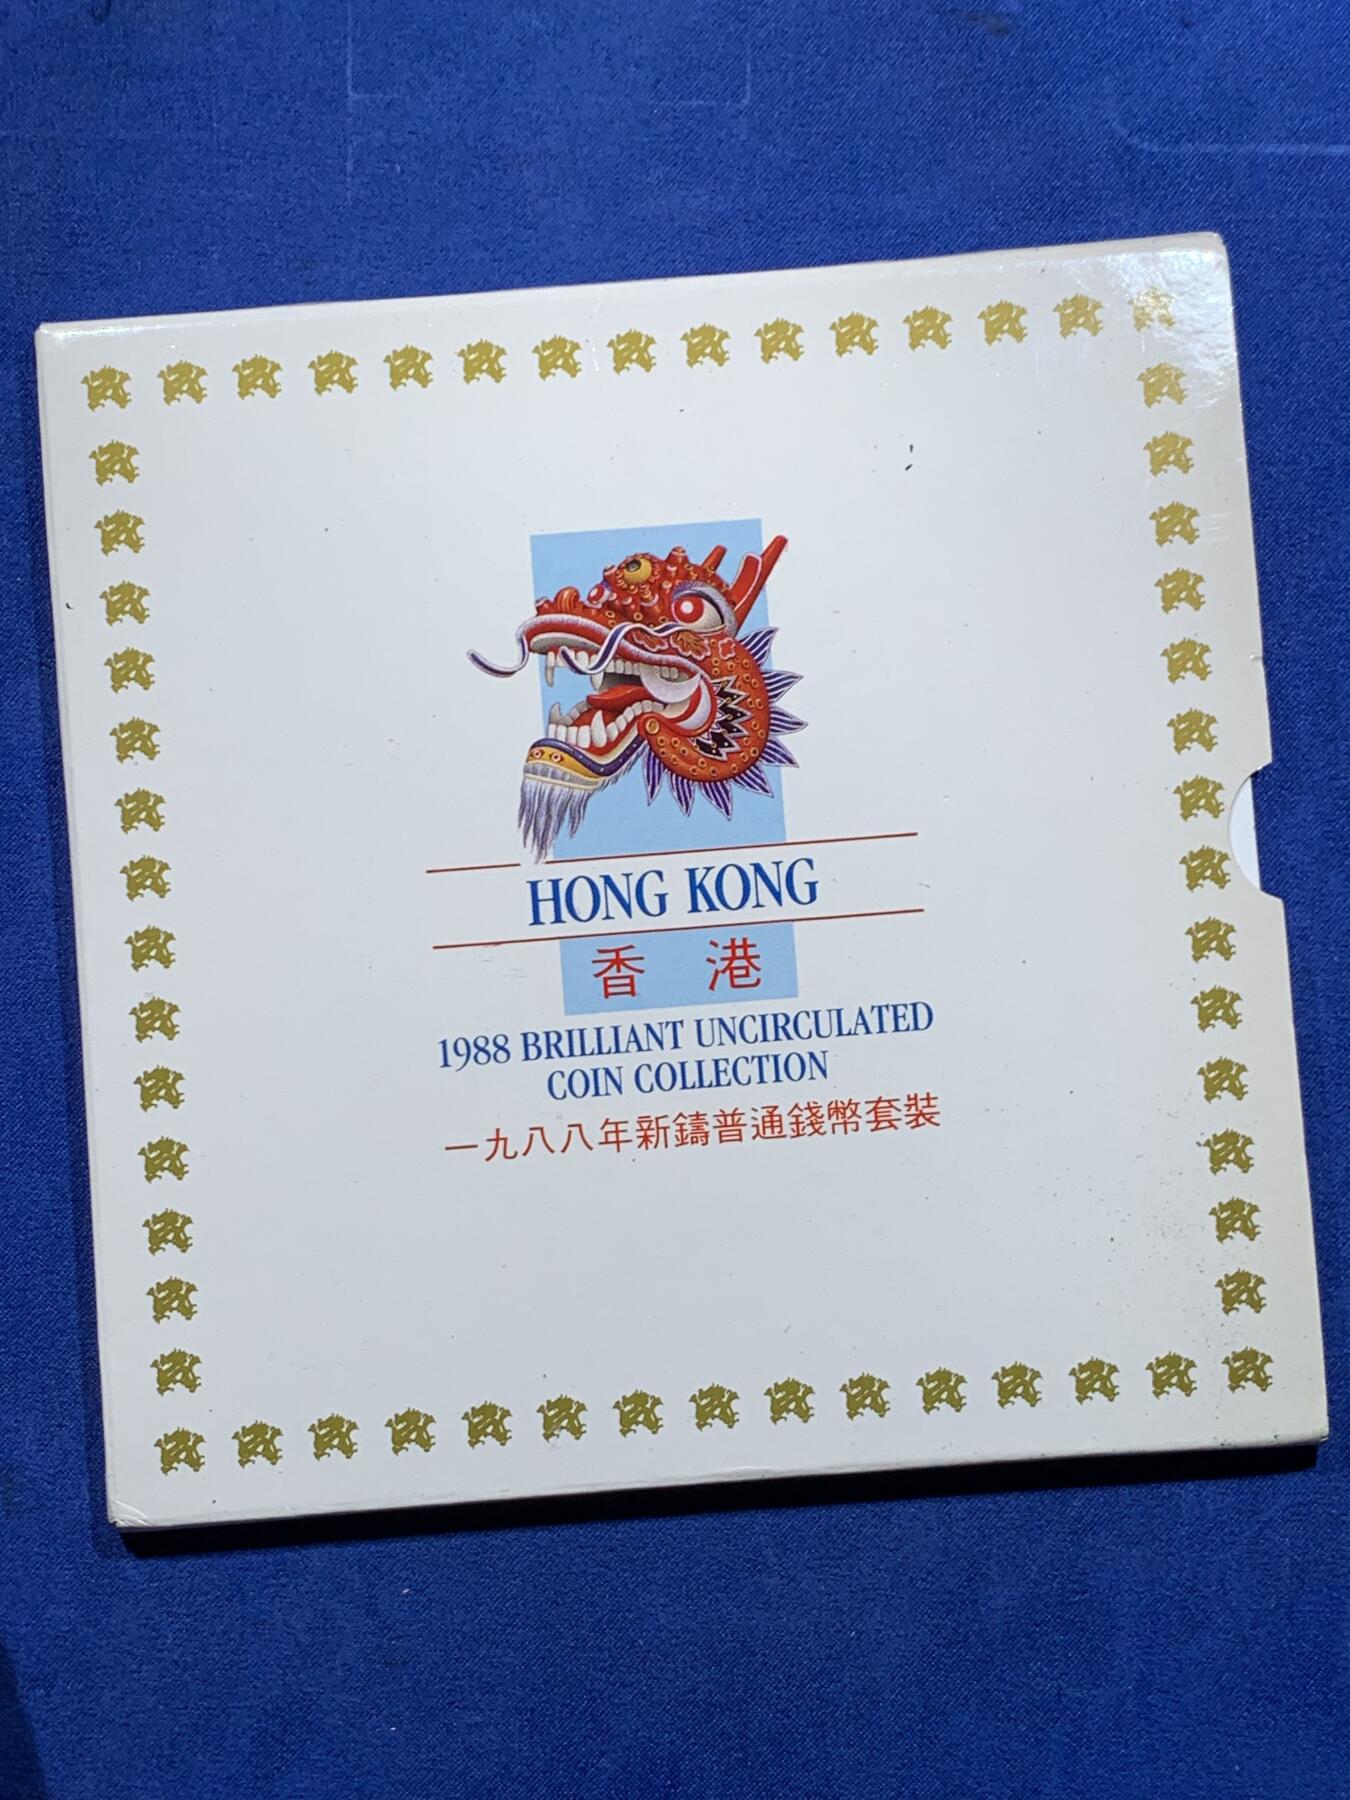 HONG KONG
香 港
1988 BRILLIANT UNCIRCULATED
COIN COLLECTION
一九八八年新鑄普通錢幣套裝